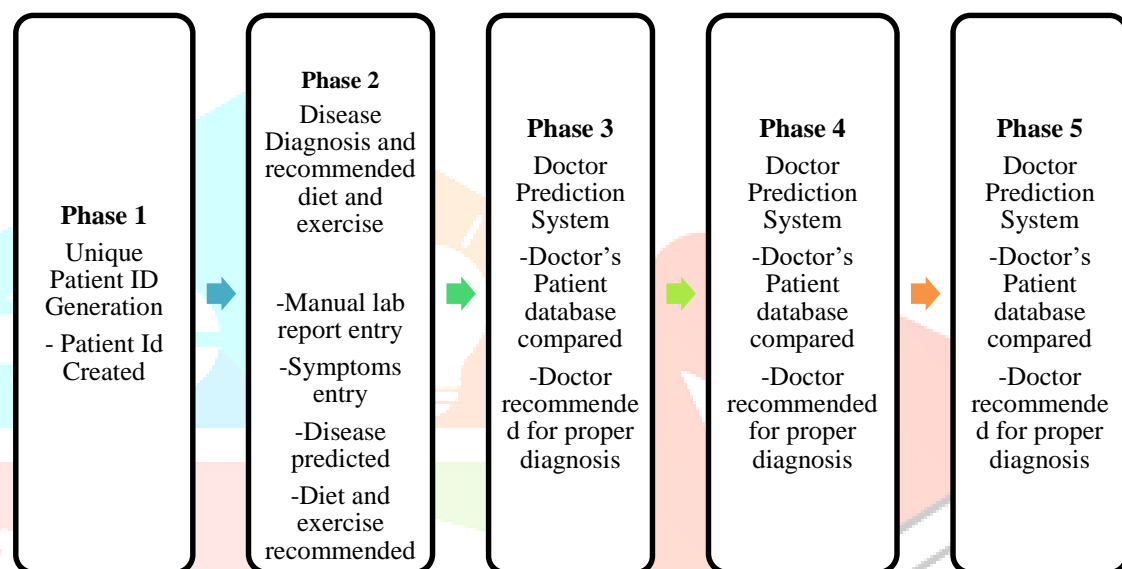 Phase 1
Unique
Patient ID
Generation
- Patient Id
Created
Phase 2
Disease
Diagnosis and
recommended
diet and
exercise
-Manual lab
report entry
-Symptoms
entry
-Disease
predicted
-Diet and
exercise
recommended
Phase 3
Doctor
Prediction
System
-Doctor’s
Patient
database
compared
-Doctor
recommende
d for proper
diagnosis
Phase 4
Doctor
Prediction
System
-Doctor’s
Patient
database
compared
-Doctor
recommended
for proper
diagnosis
Phase 5
Doctor
Prediction
System
-Doctor’s
Patient
database
compared
-Doctor
recommende
d for proper
diagnosis